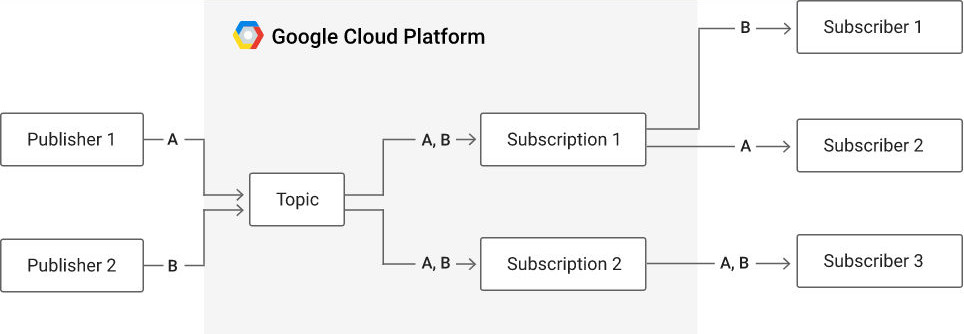 Google Cloud Platform
B
Subscriber 1
Publisher 1
A
A, B
Subscription 1
A
Subscriber 2
Topic
Publisher 2
B
A, B
Subscription 2
A, B
Subscriber 3